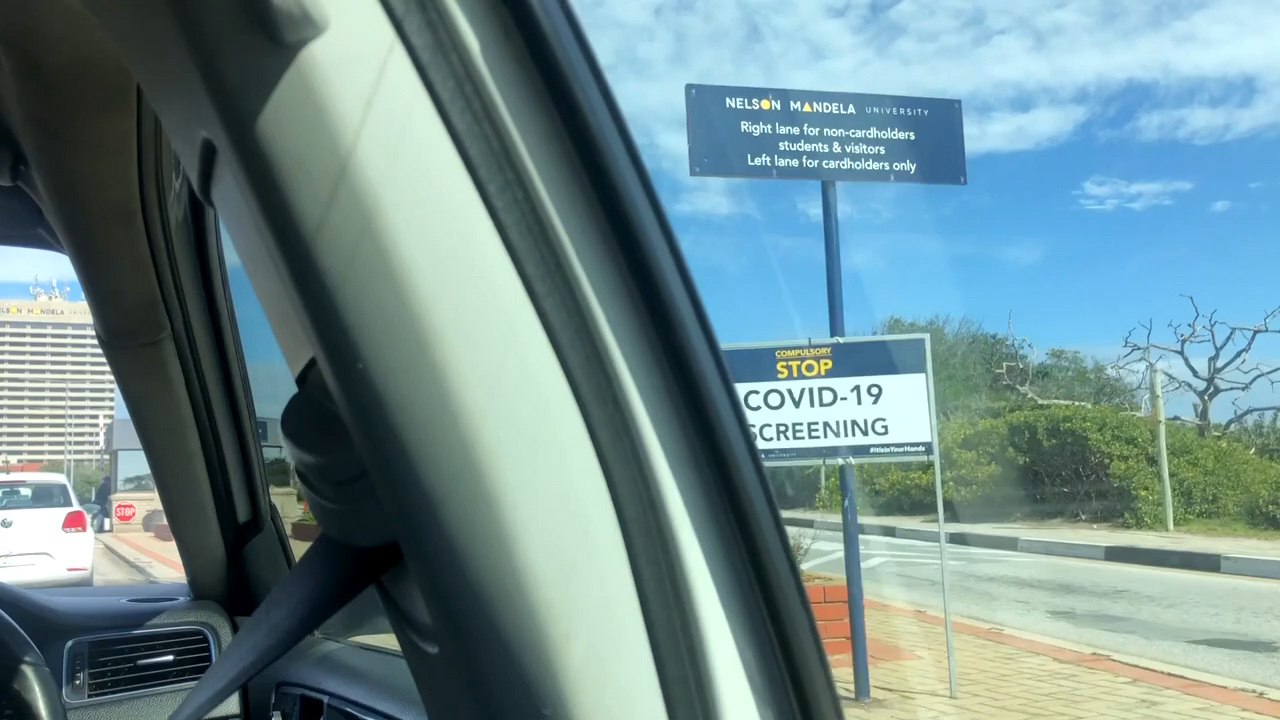 NELSON MANDELA UNIVERSITY
Right lane for non-cardholders
students & visitors
Left lane for cardholders only
COMPULSORY
STOP
COVID-19
SCREENING
#ItIsInYourHands
NELSON MANDELA
STOP